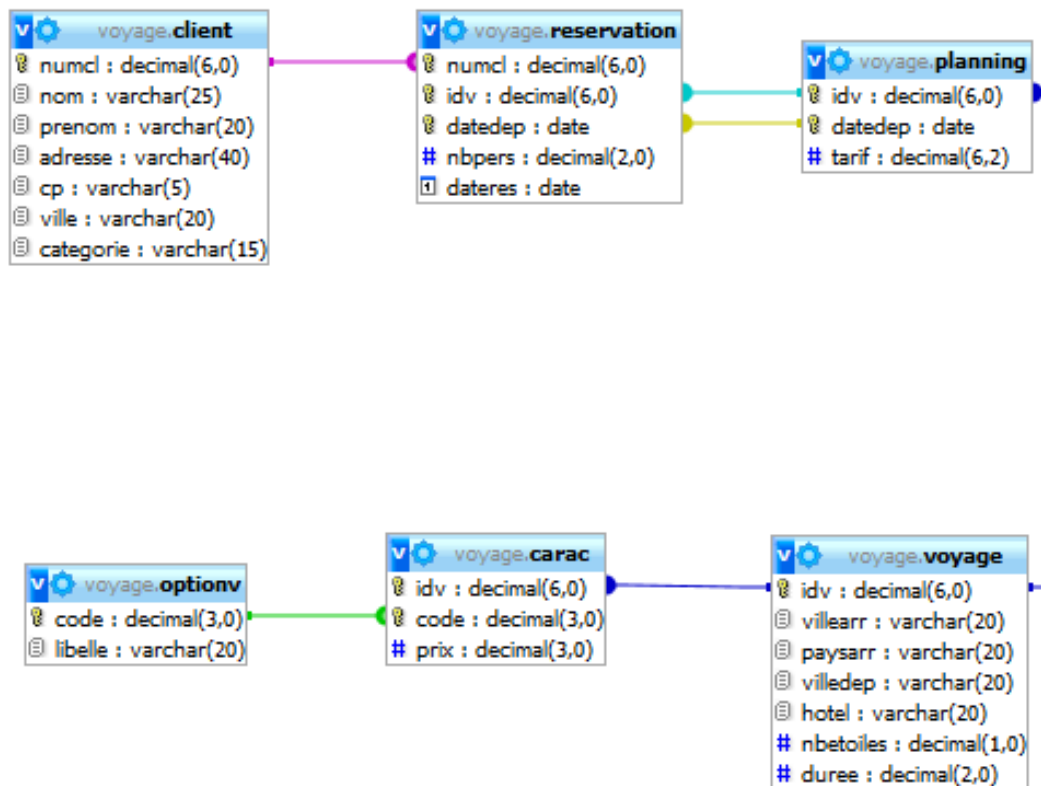 voyage.client
numcl : decimal(6,0)
nom : varchar(25)
prenom : varchar(20)
adresse : varchar(40)
cp : varchar(5)
ville : varchar(20)
categorie : varchar(15)
voyage.reservation
numcl : decimal(6,0)
idv : decimal(6,0)
datedep : date
# nbpers : decimal(2,0)
dateres : date
voyage.planning
idv : decimal(6,0)
datedep : date
# tarif : decimal(6,2)
voyage.optionv
code : decimal(3,0)
libelle : varchar(20)
voyage.carac
idv : decimal(6,0)
code : decimal(3,0)
# prix : decimal(3,0)
voyage.voyage
idv : decimal(6,0)
villearr : varchar(20)
paysarr : varchar(20)
villedep : varchar(20)
hotel : varchar(20)
# nbetoiles : decimal(1,0)
# duree : decimal(2,0)